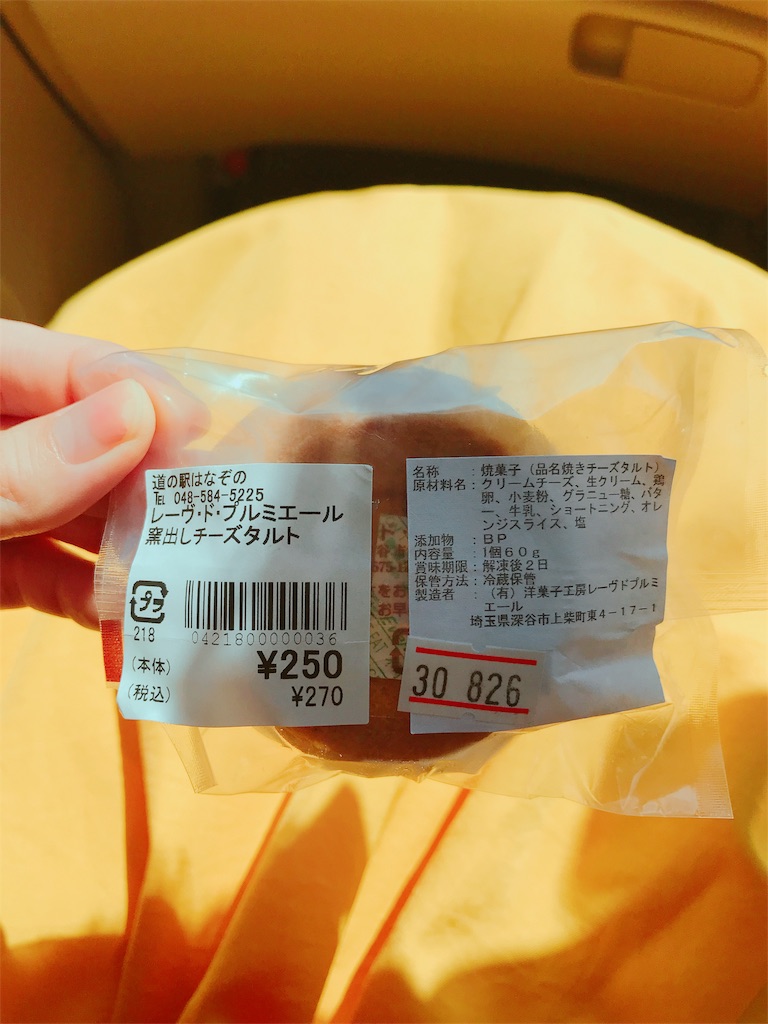 道の駅はなぞの
TEL 048-584-5225
レーヴ・ド・プルミエール
窯出しチーズタルト
プラ
218
0421800000036
(本体) ¥250
(税込) ¥270
名称 : 焼菓子(品名焼きチーズタルト)
原材料名 : クリームチーズ、生クリーム、鶏
卵、小麦粉、グラニュー糖、バタ
ー、牛乳、ショートニング、オレ
ンジスライス、塩
添加物 : BP
内容量 : 1個60g
賞味期限 : 解凍後2日
保管方法 : 冷蔵保管
製造者 : (有)洋菓子工房レーヴドプルミ
エール
埼玉県深谷市上柴町東4-17-1
30 826